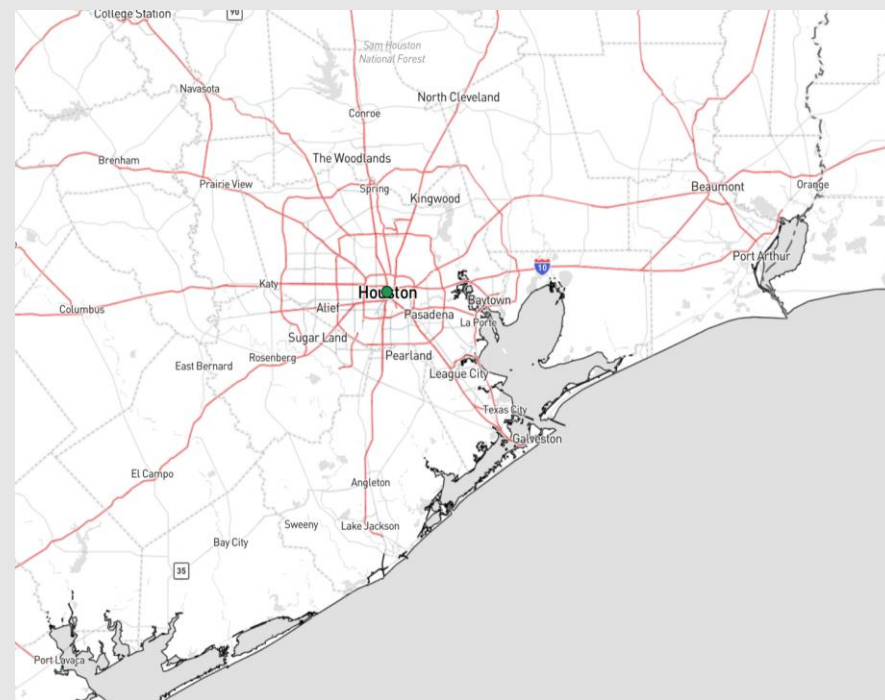 College Station
90
Sam Houston
National Forest
Navasota
North Cleveland
Conroe
Brenham
The Woodlands
Prairie View
Spring
Kingwood
Beaumont
Orange
Port Arthur
10
Katy
Houston
Baytown
Columbus
Alief
Pasadena
La Porte
Sugar Land
Pearland
East Bernard
Rosenberg
League City
Texas City
Galveston
El Campo
Angleton
Sweeny
Lake Jackson
Bay City
35
Port Lavaca